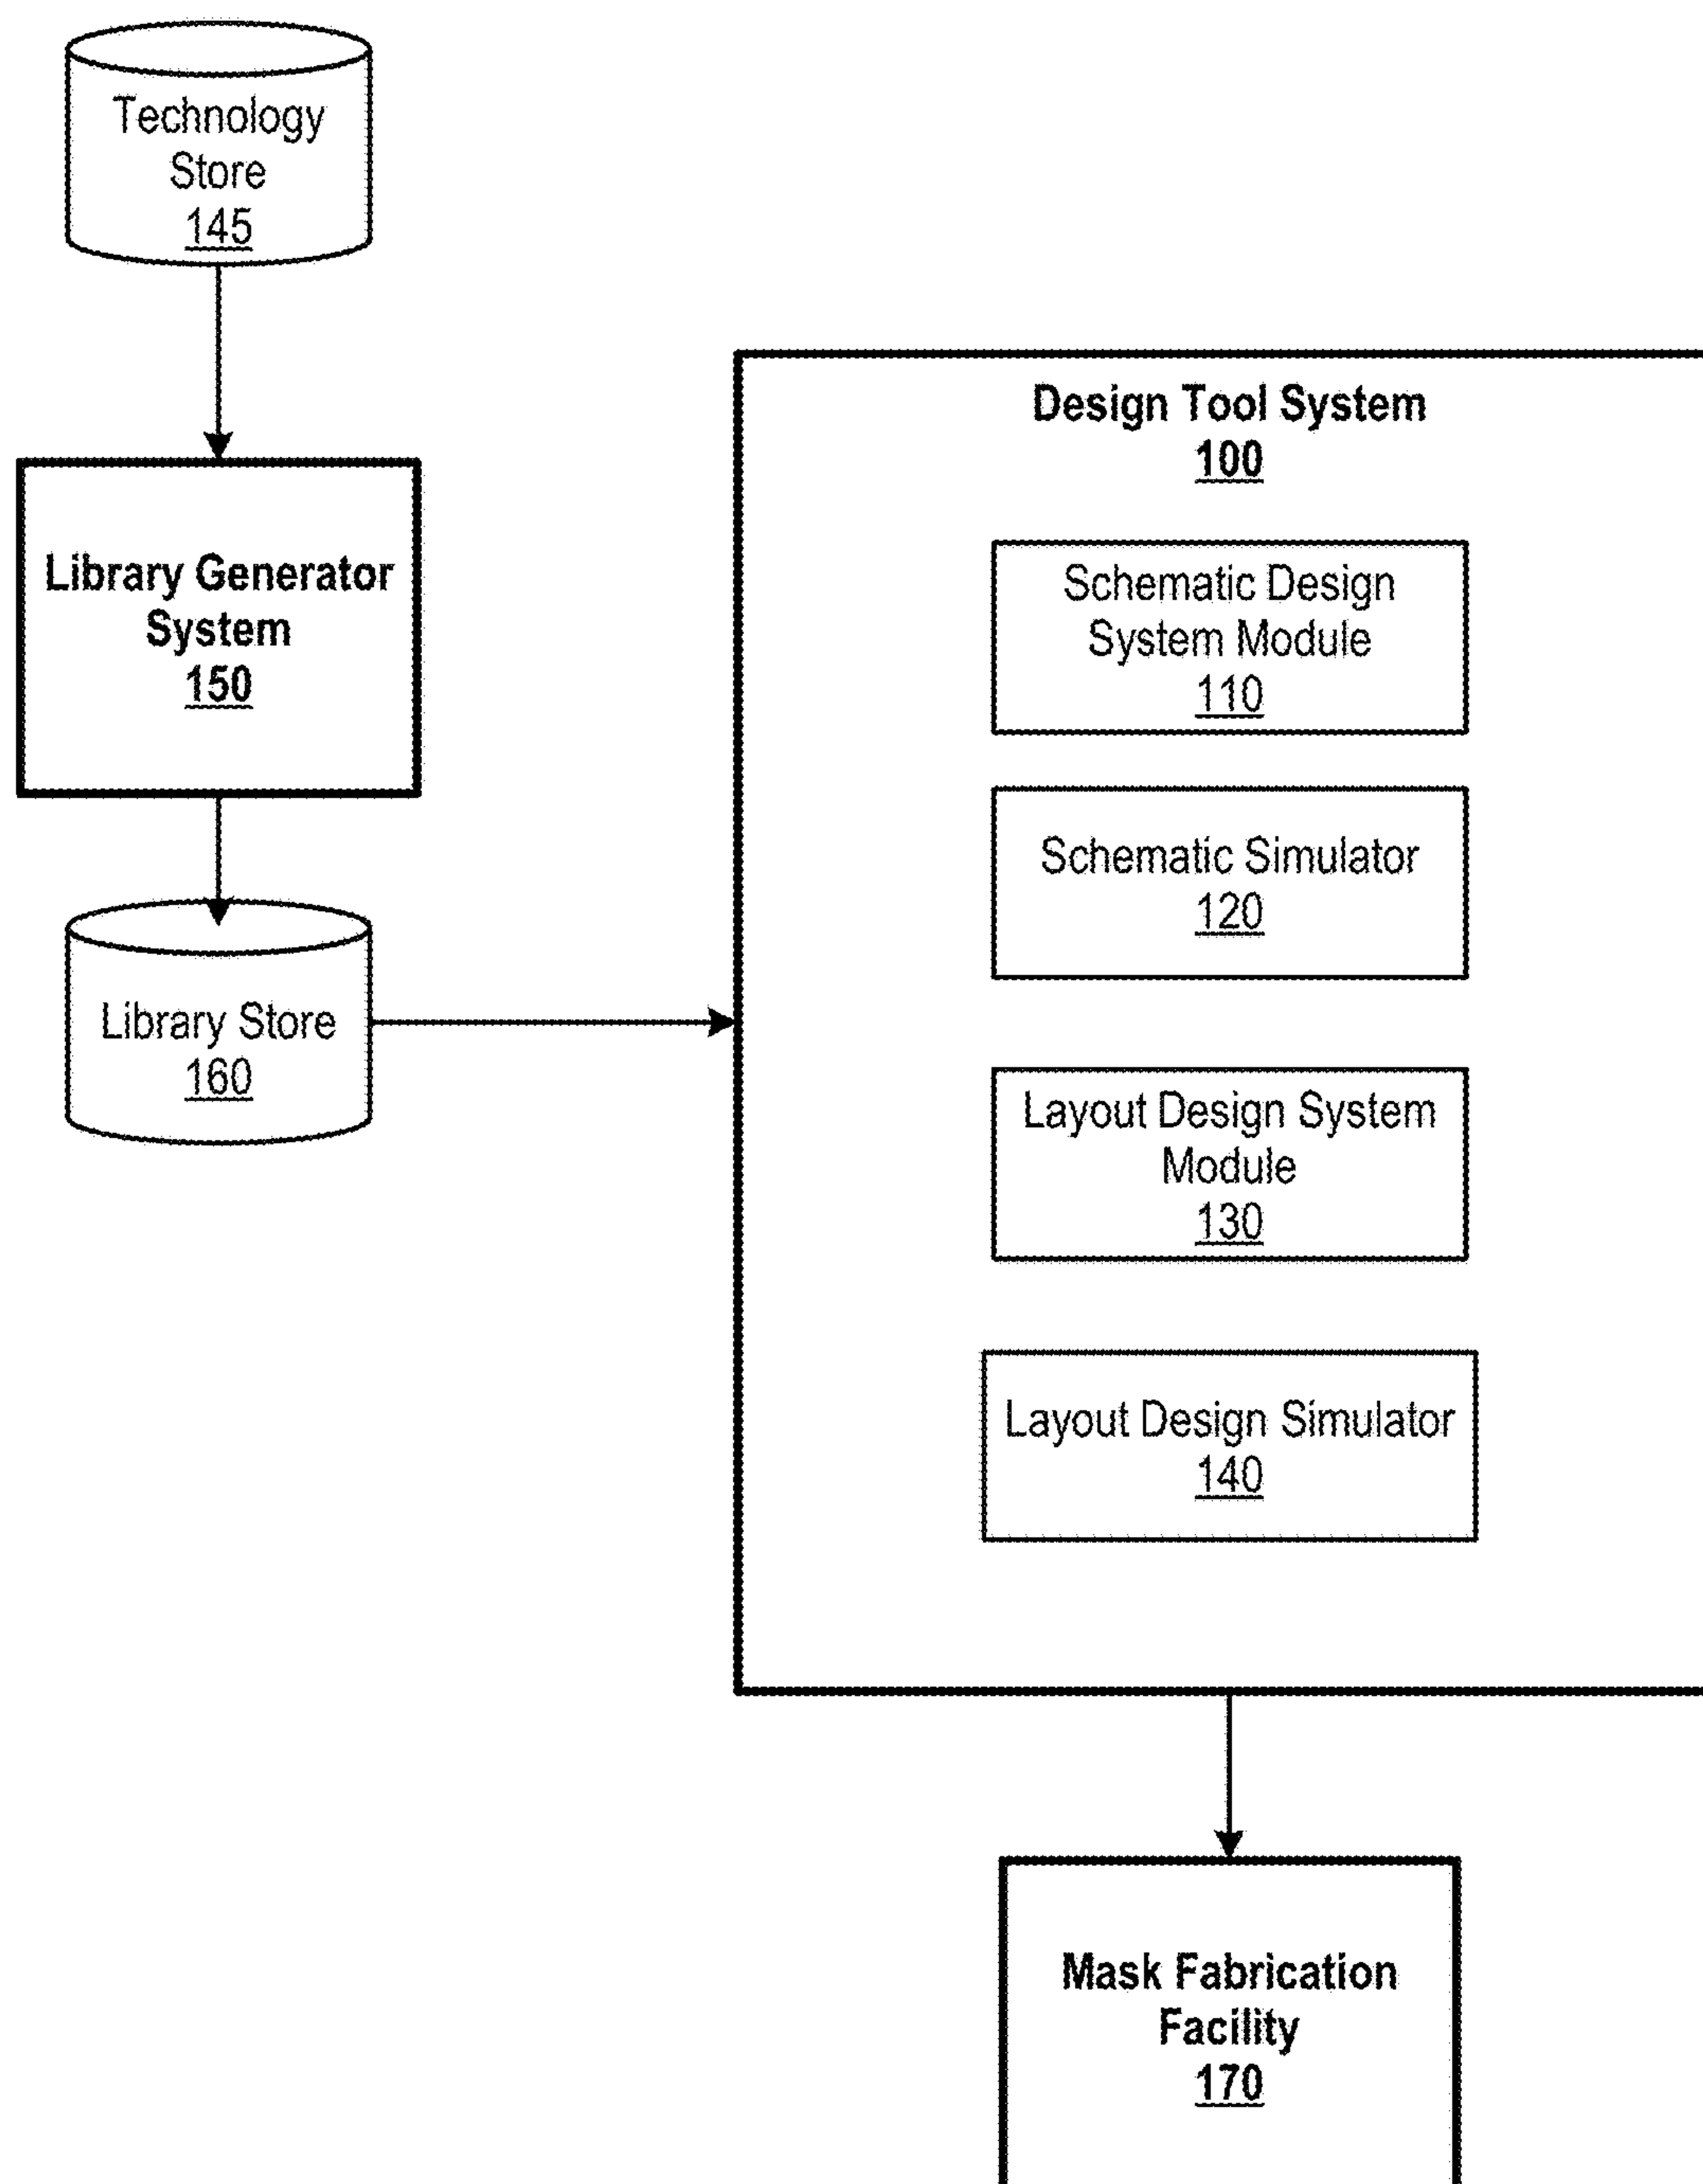 Technology
Store
145
Library Generator
System
150
Library Store
160
Design Tool System
100
Schematic Design
System Module
110
Schematic Simulator
120
Layout Design System
Module
130
Layout Design Simulator
140
Mask Fabrication
Facility
170